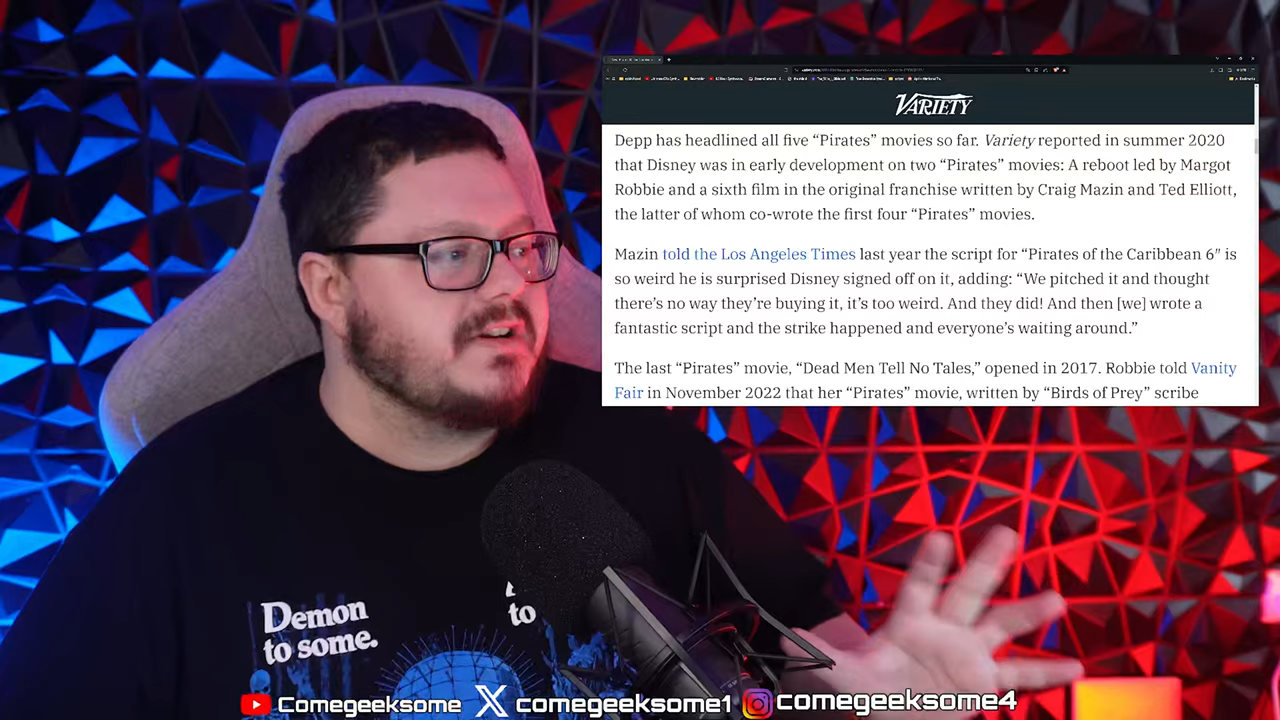 VARIETY
Depp has headlined all five “Pirates” movies so far. Variety reported in summer 2020
that Disney was in early development on two “Pirates” movies: A reboot led by Margot
Robbie and a sixth film in the original franchise written by Craig Mazin and Ted Elliott,
the latter of whom co-wrote the first four “Pirates” movies.
Mazin told the Los Angeles Times last year the script for “Pirates of the Caribbean 6″ is
so weird he is surprised Disney signed off on it, adding: “We pitched it and thought
there’s no way they’re buying it, it’s too weird. And they did! And then [we] wrote a
fantastic script and the strike happened and everyone’s waiting around.”
The last “Pirates” movie, “Dead Men Tell No Tales,” opened in 2017. Robbie told Vanity
Fair in November 2022 that her “Pirates” movie, written by “Birds of Prey” scribe
Demon
to some.
to
Comegeeksome
X comegeeksome1
comegeeksome4